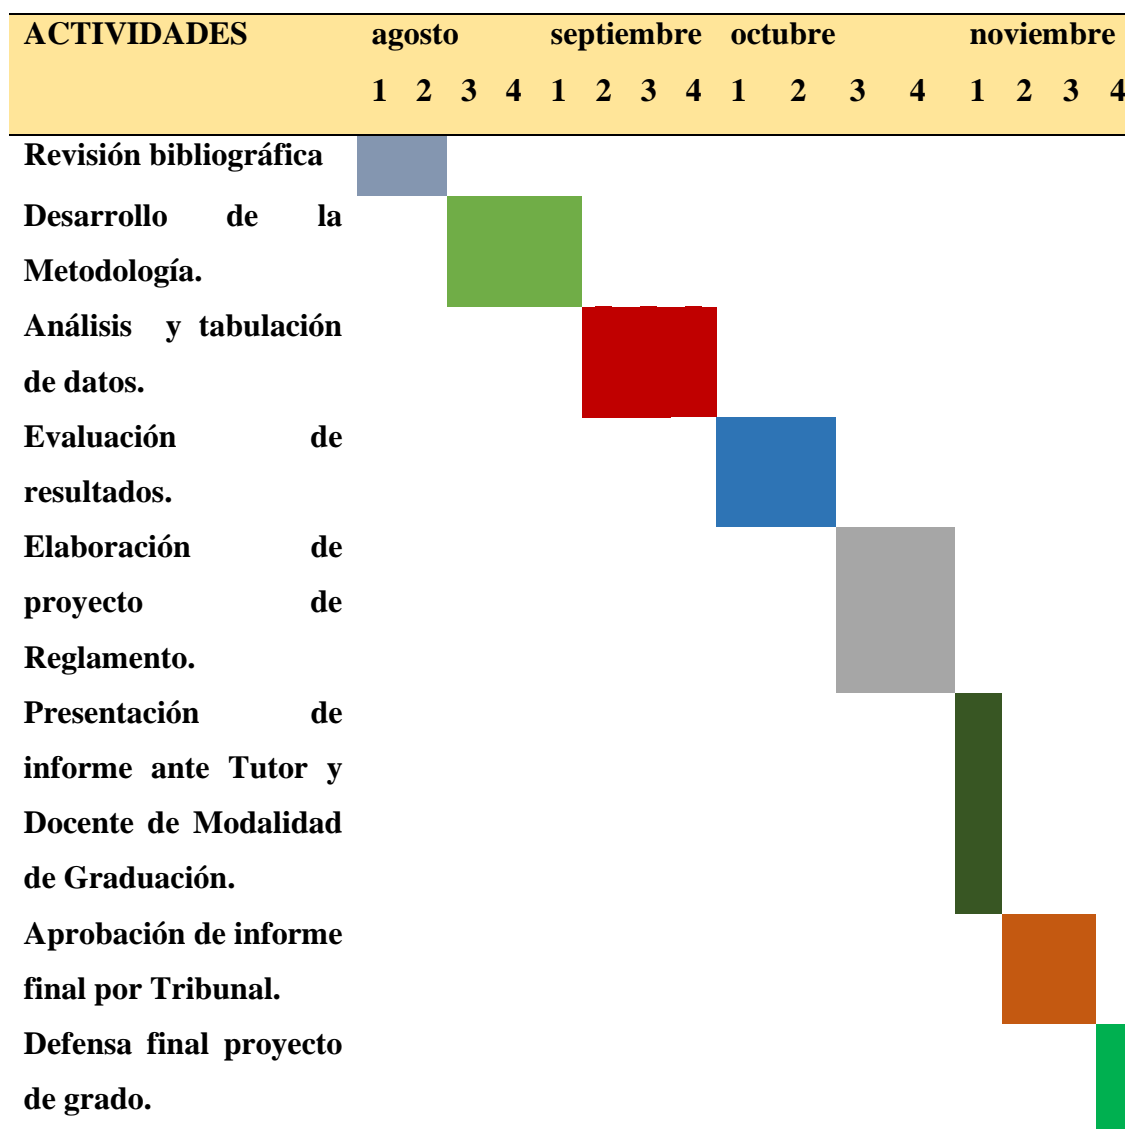 ACTIVIDADES agosto septiembre octubre noviembre
1 2 3 4 1 2 3 4 1 2 3 4 1 2 3 4
Revisión bibliográfica
Desarrollo de la
Metodología.
Análisis y tabulación
de datos.
Evaluación de
resultados.
Elaboración de
proyecto de
Reglamento.
Presentación de
informe ante Tutor y
Docente de Modalidad
de Graduación.
Aprobación de informe
final por Tribunal.
Defensa final proyecto
de grado.